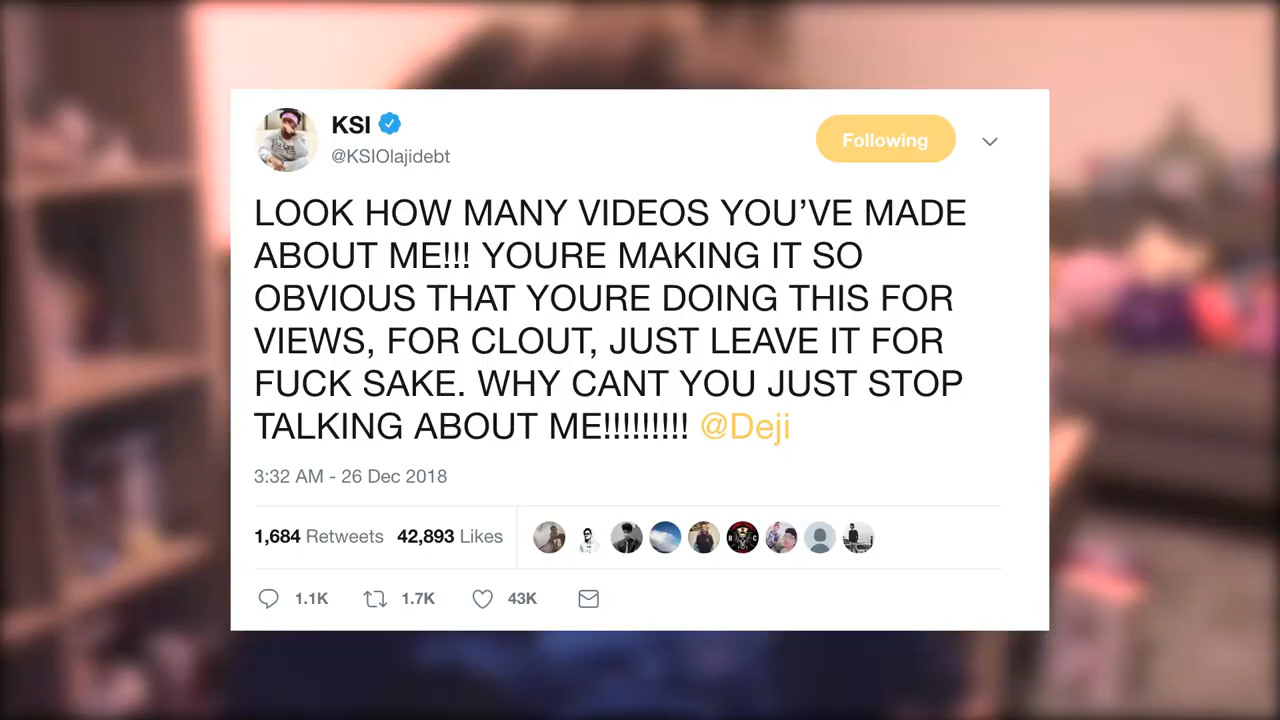 KSI
Following
@KSIOlajidebt
LOOK HOW MANY VIDEOS YOU’VE MADE
ABOUT ME!!! YOURE MAKING IT SO
OBVIOUS THAT YOURE DOING THIS FOR
VIEWS, FOR CLOUT, JUST LEAVE IT FOR
FUCK SAKE. WHY CANT YOU JUST STOP
TALKING ABOUT ME!!!!!!!!! @Deji
3:32 AM - 26 Dec 2018
1,684 Retweets 42,893 Likes
1.1K 1.7K 43K